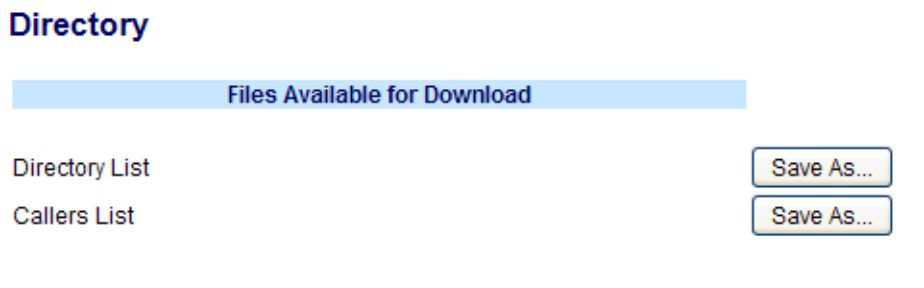 Directory
Files Available for Download
Directory List Save As...
Callers List Save As...